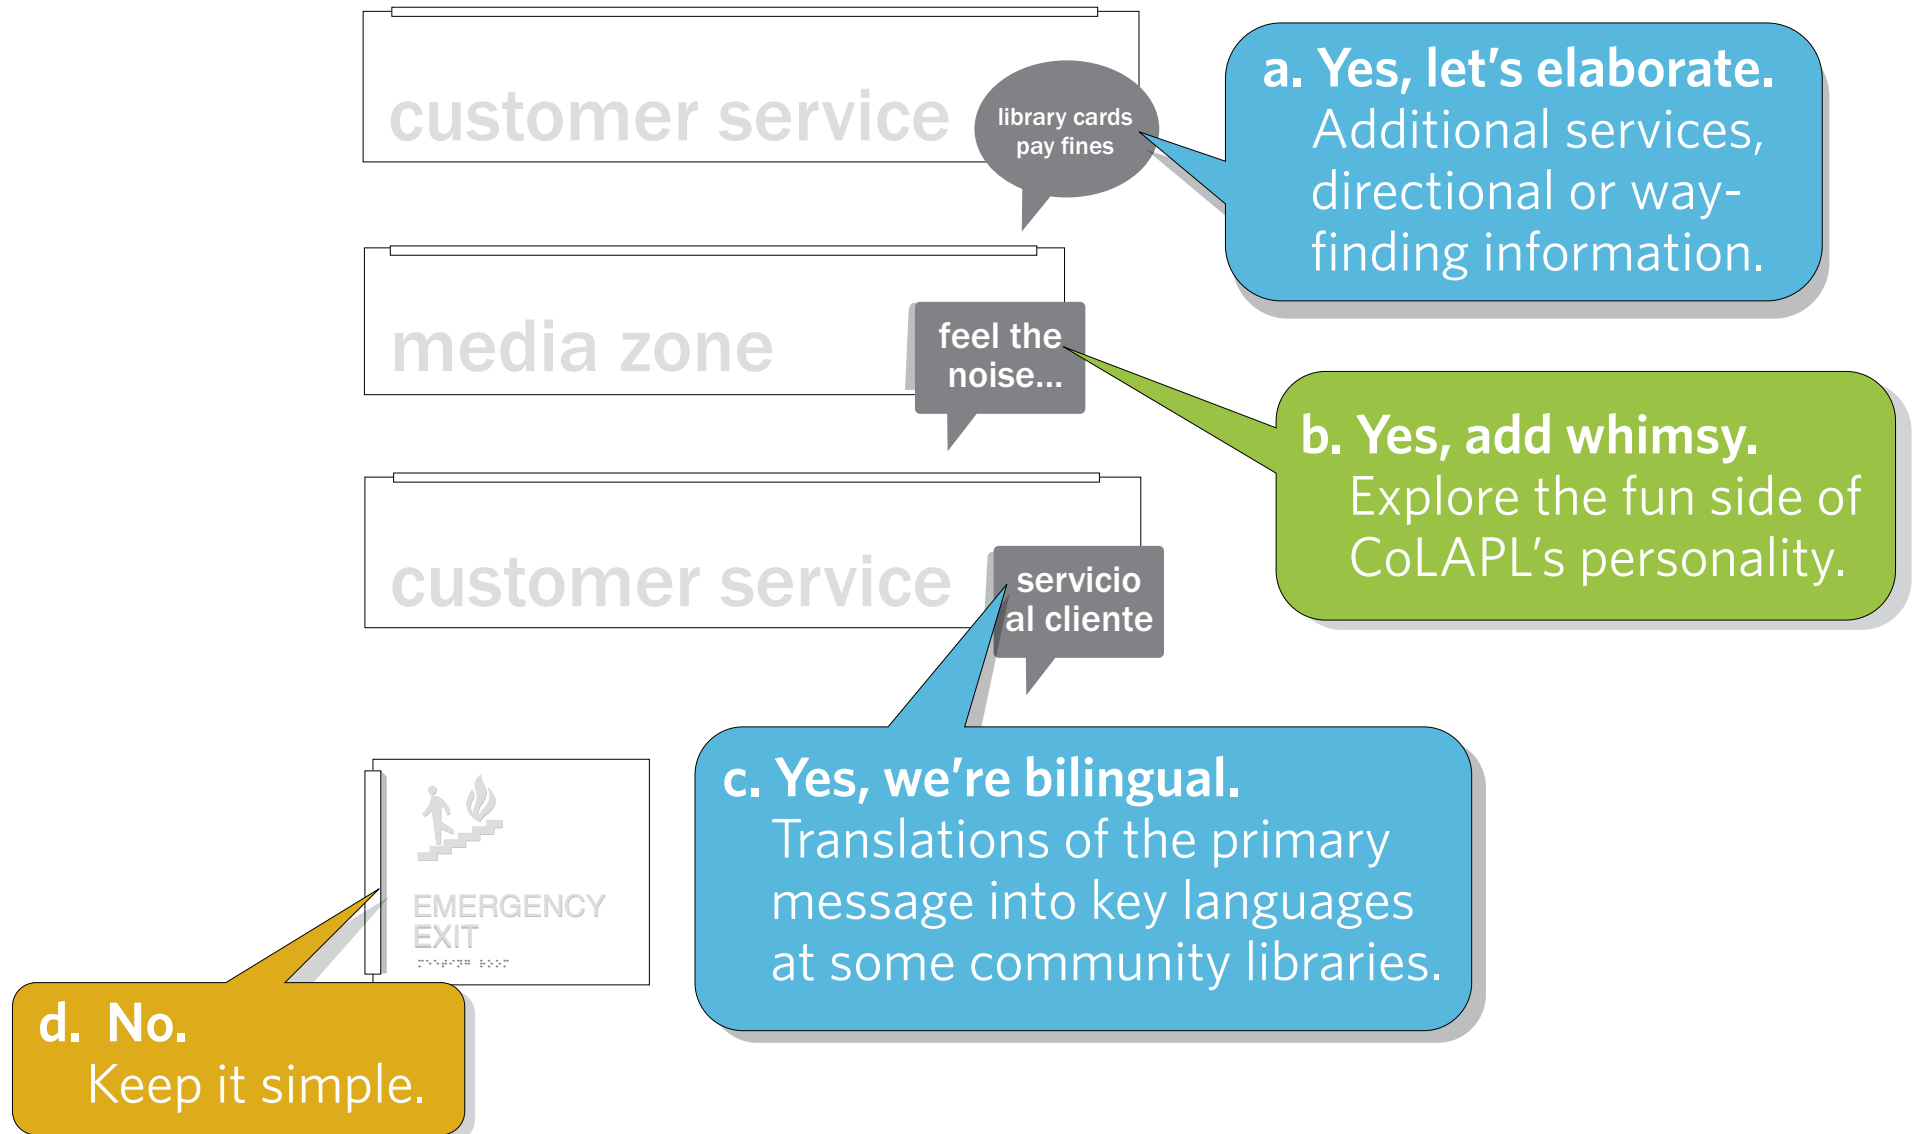 customer service
library cards
pay fines
a. Yes, let's elaborate.
Additional services,
directional or way-
finding information.
media zone
feel the
noise...
b. Yes, add whimsy.
Explore the fun side of
CoLAPL's personality.
customer service
servicio
al cliente
c. Yes, we're bilingual.
Translations of the primary
message into key languages
at some community libraries.
EMERGENCY
EXIT
d. No.
Keep it simple.